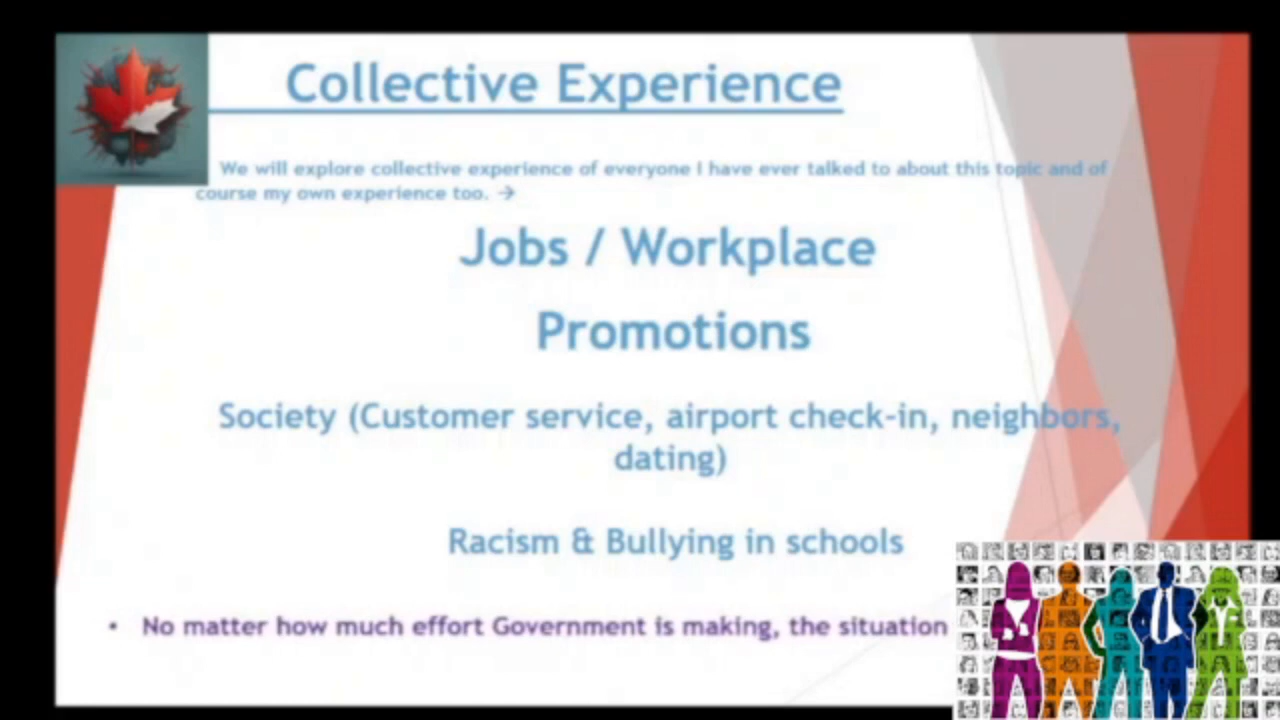 Collective Experience
We will explore collective experience of everyone I have ever talked to about this topic and of
course my own experience too. →
Jobs / Workplace
Promotions
Society (Customer service, airport check-in, neighbors,
dating)
Racism & Bullying in schools
• No matter how much effort Government is making, the situation